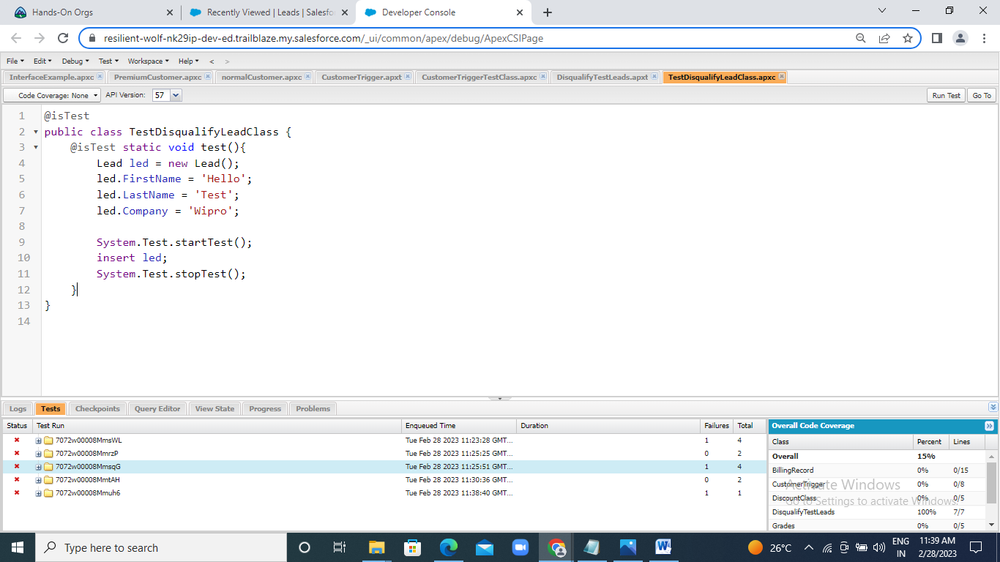 Hands-On Orgs
Recently Viewed | Leads | Salesfo
Developer Console
resilient-wolf-nk29ip-dev-ed.trailblaze.my.salesforce.com/_ui/common/apex/debug/ApexCSIPage
File Edit Debug Test Workspace Help < >
InterfaceExample.apxc PremiumCustomer.apxc normalCustomer.apxc CustomerTrigger.apxt CustomerTriggerTestClass.apxc DisqualifyTestLeads.apxt TestDisqualifyLeadClass.apxc
Code Coverage: None API Version: 57 Run Test Go To
1 @isTest
2 public class TestDisqualifyLeadClass {
3 @isTest static void test(){
4 Lead led = new Lead();
5 led.FirstName = 'Hello';
6 led.LastName = 'Test';
7 led.Company = 'Wipro';
8
9 System.Test.startTest();
10 insert led;
11 System.Test.stopTest();
12 }
13 }
14
Logs Tests Checkpoints Query Editor View State Progress Problems
Status Test Run Enqueued Time Duration Failures Total
7072w00008MmsWL Tue Feb 28 2023 11:23:28 GMT... 1 4
7072w00008MmrzP Tue Feb 28 2023 11:25:25 GMT... 0 2
7072w00008MmsqG Tue Feb 28 2023 11:25:51 GMT... 1 4
7072w00008MmtAH Tue Feb 28 2023 11:30:36 GMT... 0 2
7072w00008Mmuh6 Tue Feb 28 2023 11:38:40 GMT... 1 1
Overall Code Coverage
Class Percent Lines
Overall 15%
BillingRecord 0% 0/15
CustomerTrigger 0% 0/8
DiscountClass 0% 0/5
DisqualifyTestLeads 100% 7/7
Grades 0% 0/5
Activate Windows
Go to Settings to activate Windows.
Type here to search
26°C
ENG
IN
11:39 AM
2/28/2023